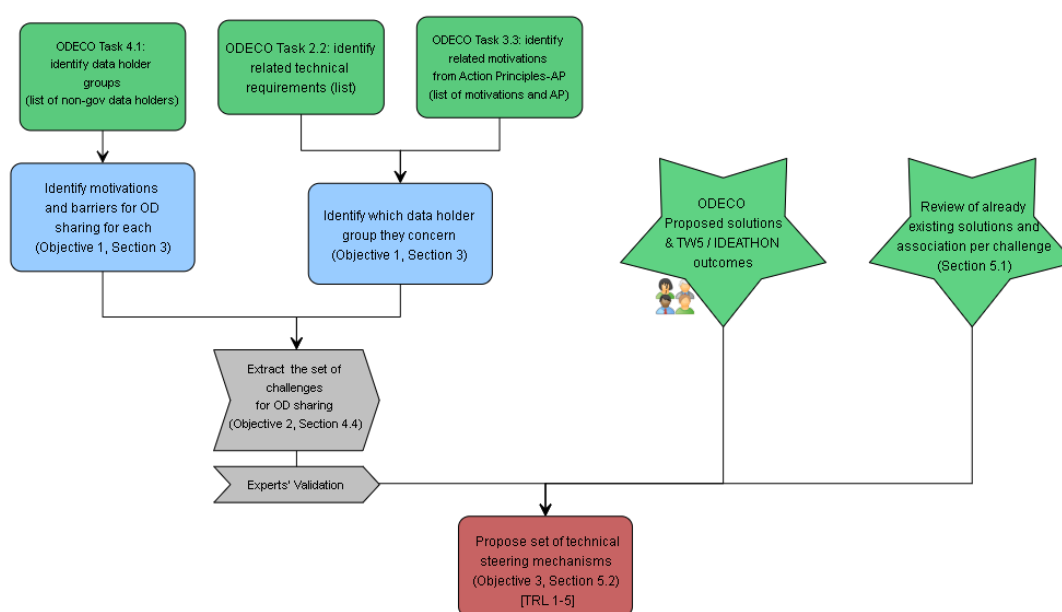 ODECO Task 4.1:
identify data holder
groups
(list of non-gov data holders)
ODECO Task 2.2: identify
related technical
requirements (list)
ODECO Task 3.3: identify
related motivations
from Action Principles-AP
(list of motivations and AP)
Identify motivations
and barriers for OD
sharing for each
(Objective 1, Section 3)
Identify which data holder
group they concern
(Objective 1, Section 3)
ODECO
Proposed solutions
& TW5 / IDEATHON
outcomes
Review of already
existing solutions and
association per challenge
(Section 5.1)
Extract the set of
challenges
for OD sharing
(Objective 2, Section 4.4)
Experts' Validation
Propose set of technical
steering mechanisms
(Objective 3, Section 5.2)
[TRL 1-5]